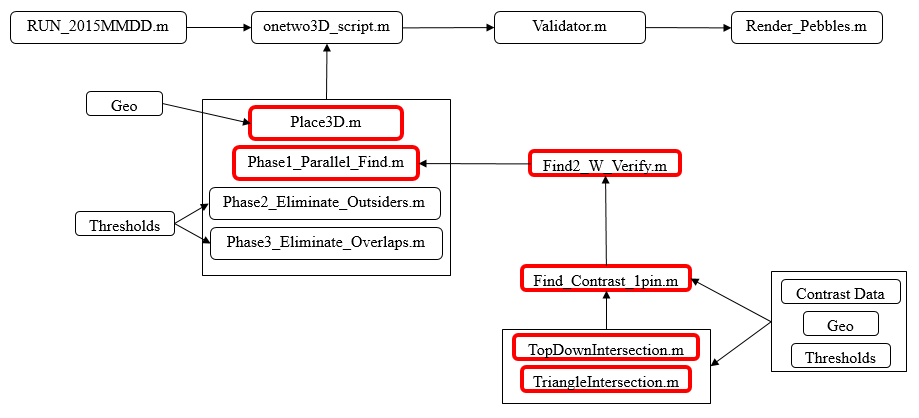 RUN_2015MMDD.m
onetwo3D_script.m
Validator.m
Render_Pebbles.m
Geo
Place3D.m
Phase1_Parallel_Find.m
Find2_W_Verify.m
Phase2_Eliminate_Outsiders.m
Thresholds
Phase3_Eliminate_Overlaps.m
Find_Contrast_1pin.m
Contrast Data
Geo
Thresholds
TopDownIntersection.m
TriangleIntersection.m